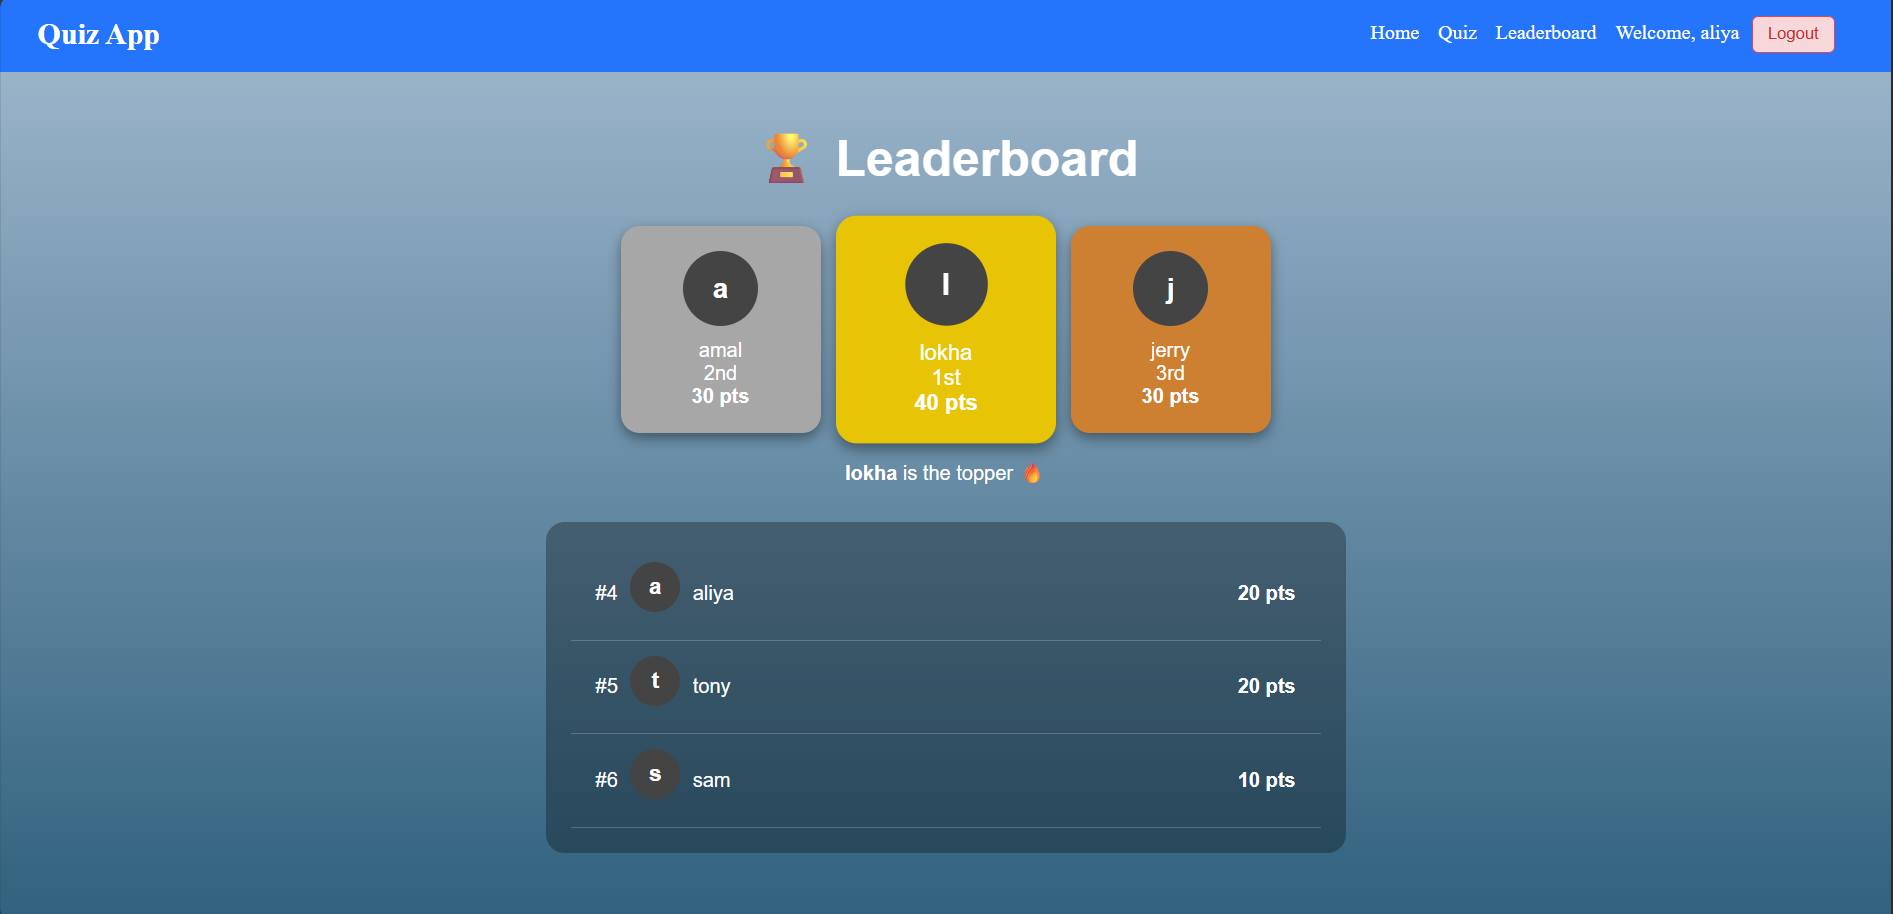 Quiz App
Home Quiz Leaderboard Welcome, aliya Logout
🏆 Leaderboard
a
amal
2nd
30 pts
l
lokha
1st
40 pts
j
jerry
3rd
30 pts
lokha is the topper 🔥
#4 a aliya 20 pts
#5 t tony 20 pts
#6 s sam 10 pts